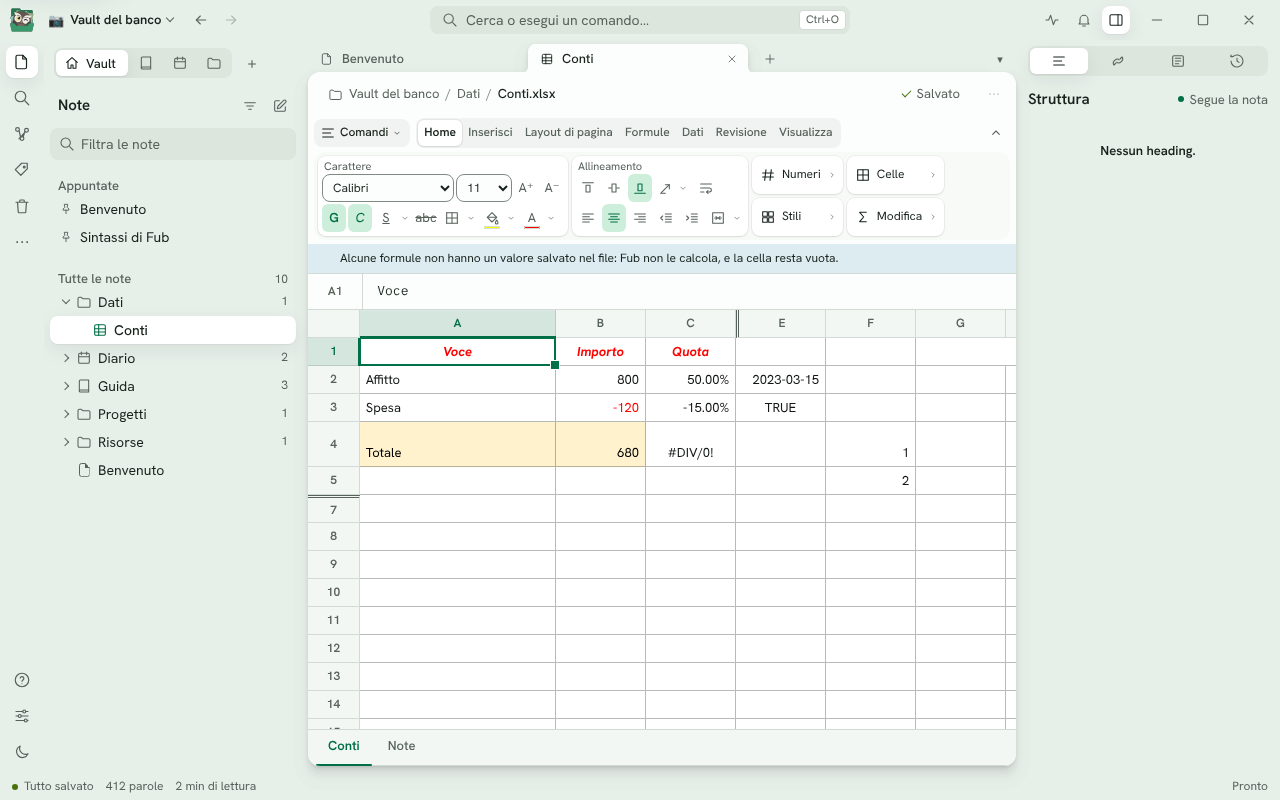 Vault del banco
Cerca o esegui un comando…
Ctrl+O
Vault
Benvenuto
Conti
Note
Filtra le note
Appuntate
Benvenuto
Sintassi di Fub
Tutte le note 10
Dati 1
Conti
Diario 2
Guida 3
Progetti 1
Risorse 1
Benvenuto
Vault del banco / Dati / Conti.xlsx
Salvato
Comandi
Home Inserisci Layout di pagina Formule Dati Revisione Visualizza
Carattere
Calibri 11 A⁺ A⁻
G C S abc A
Allineamento
Numeri
Celle
Stili
Modifica
Alcune formule non hanno un valore salvato nel file: Fub non le calcola, e la cella resta vuota.
A1 Voce
A B C E F G
1 Voce Importo Quota
2 Affitto 800 50.00% 2023-03-15
3 Spesa -120 -15.00% TRUE
4 Totale 680 #DIV/0! 1
5 2
7
8
9
10
11
12
13
14
Conti Note
Struttura
Segue la nota
Nessun heading.
Tutto salvato 412 parole 2 min di lettura
Pronto